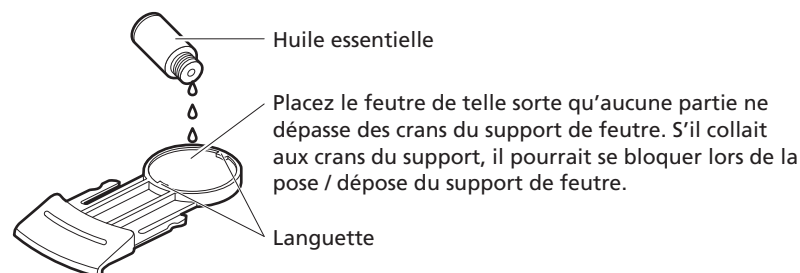 Huile essentielle
Placez le feutre de telle sorte qu’aucune partie ne
dépasse des crans du support de feutre. S’il collait
aux crans du support, il pourrait se bloquer lors de la
pose / dépose du support de feutre.
Languette